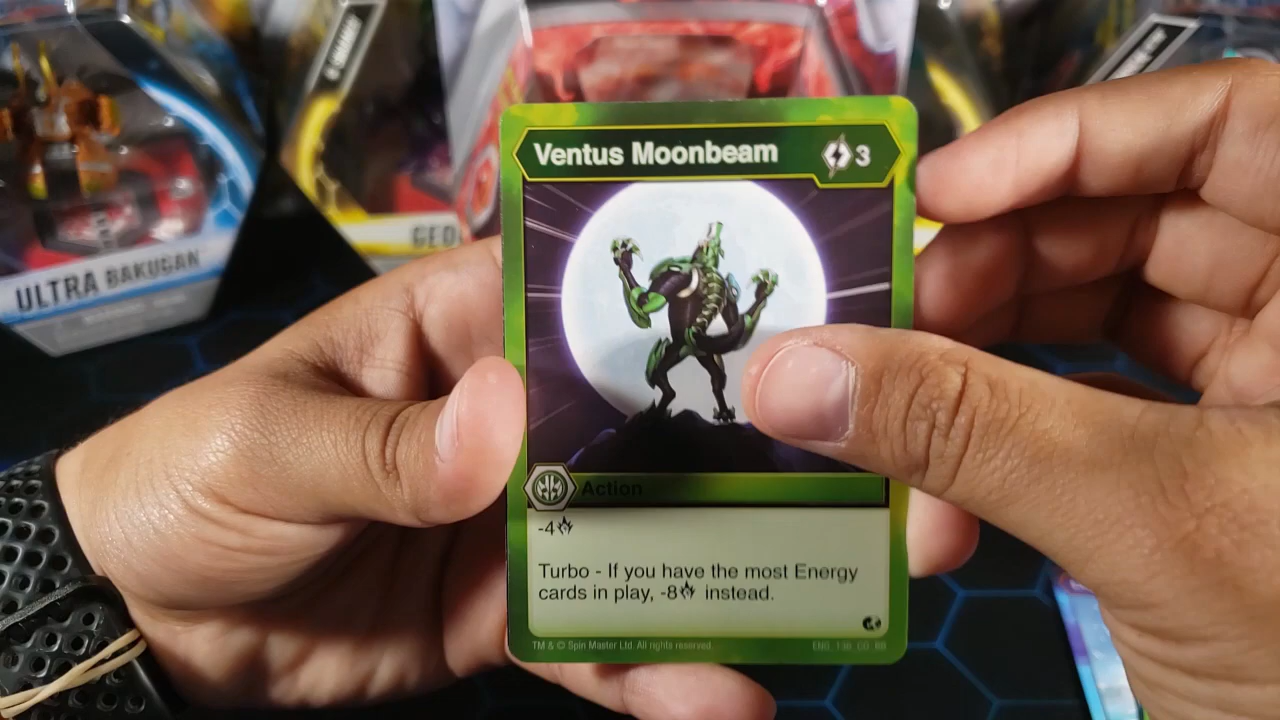 Ventus Moonbeam 3
ULTRA BAKUGAN
GEO
Action
-4
Turbo - If you have the most Energy
cards in play, -8 instead.
TM & © Spin Master Ltd. All rights reserved.